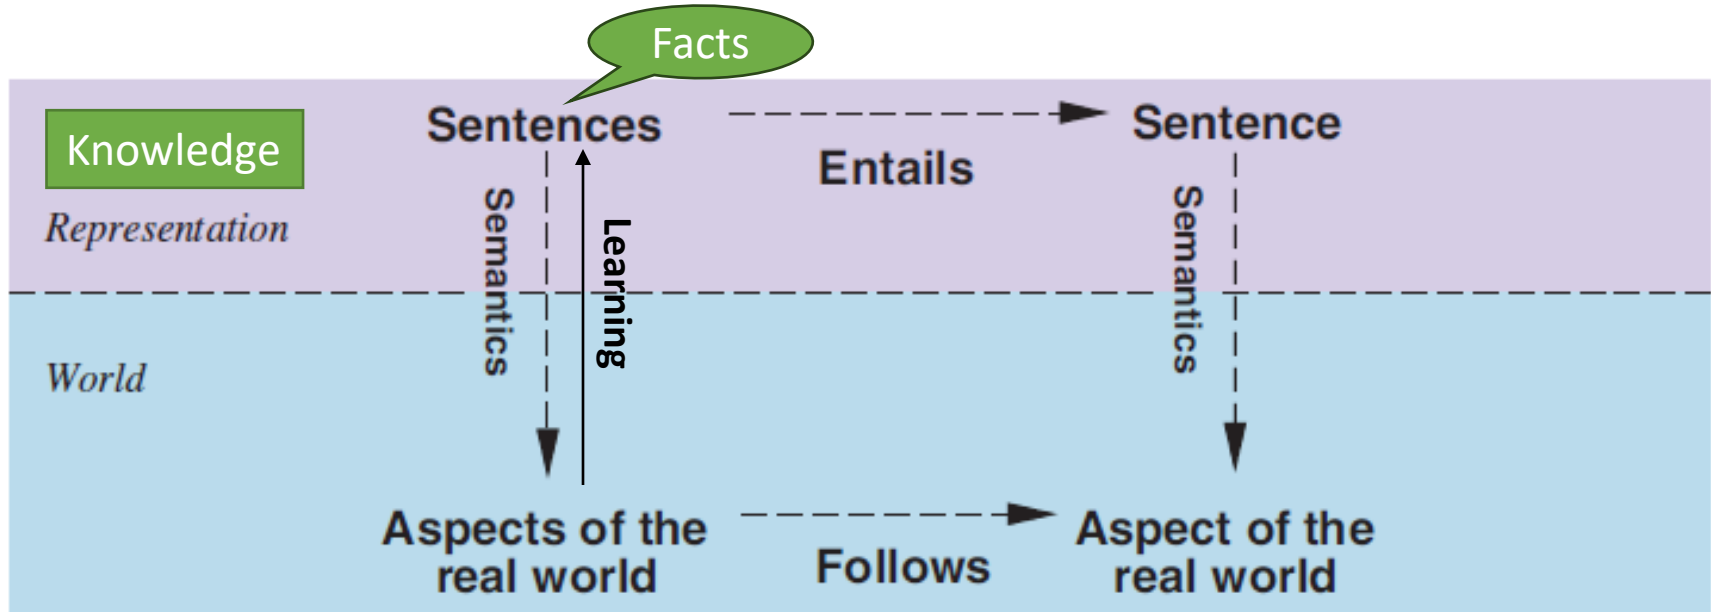 Facts
Knowledge
Sentences
Sentence
Entails
Representation
Semantics
Learning
Semantics
World
Aspects of the
real world
Follows
Aspect of the
real world